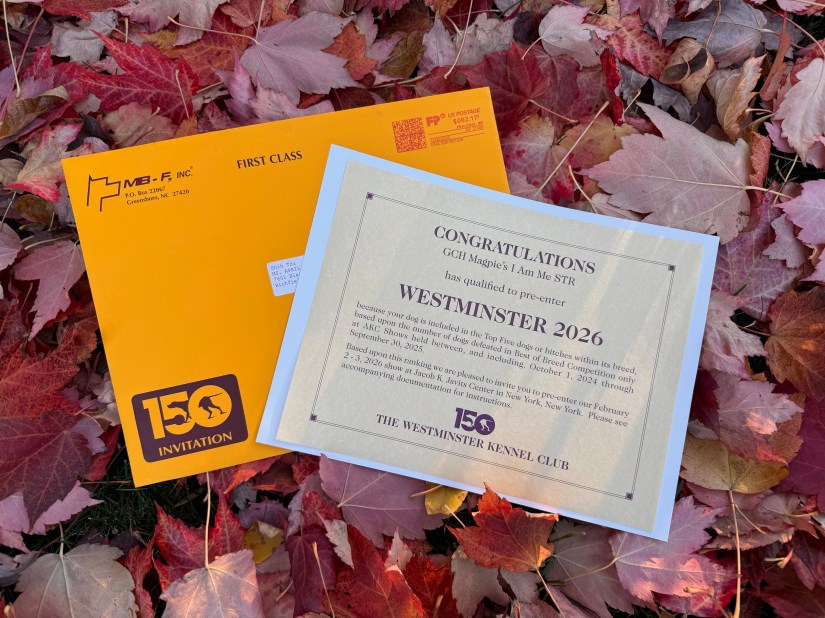 MB-F, INC.
P.O. Box 22067
Greensboro, NC 27420
FIRST CLASS
FP US POSTAGE
150
INVITATION
CONGRATULATIONS
GCH Magpie's I Am Me STR
has qualified to pre-enter
WESTMINSTER 2026
because your dog is included in the Top Five dogs or bitches within its breed,
based upon the number of dogs defeated in Best of Breed Competition only
at AKC Shows held between, and including, October 1, 2024 through
September 30, 2025.
Based upon this ranking we are pleased to invite you to pre-enter our February
2 - 3, 2026 show at Jacob K. Javits Center in New York, New York. Please see
accompanying documentation for instructions.
150
THE WESTMINSTER KENNEL CLUB